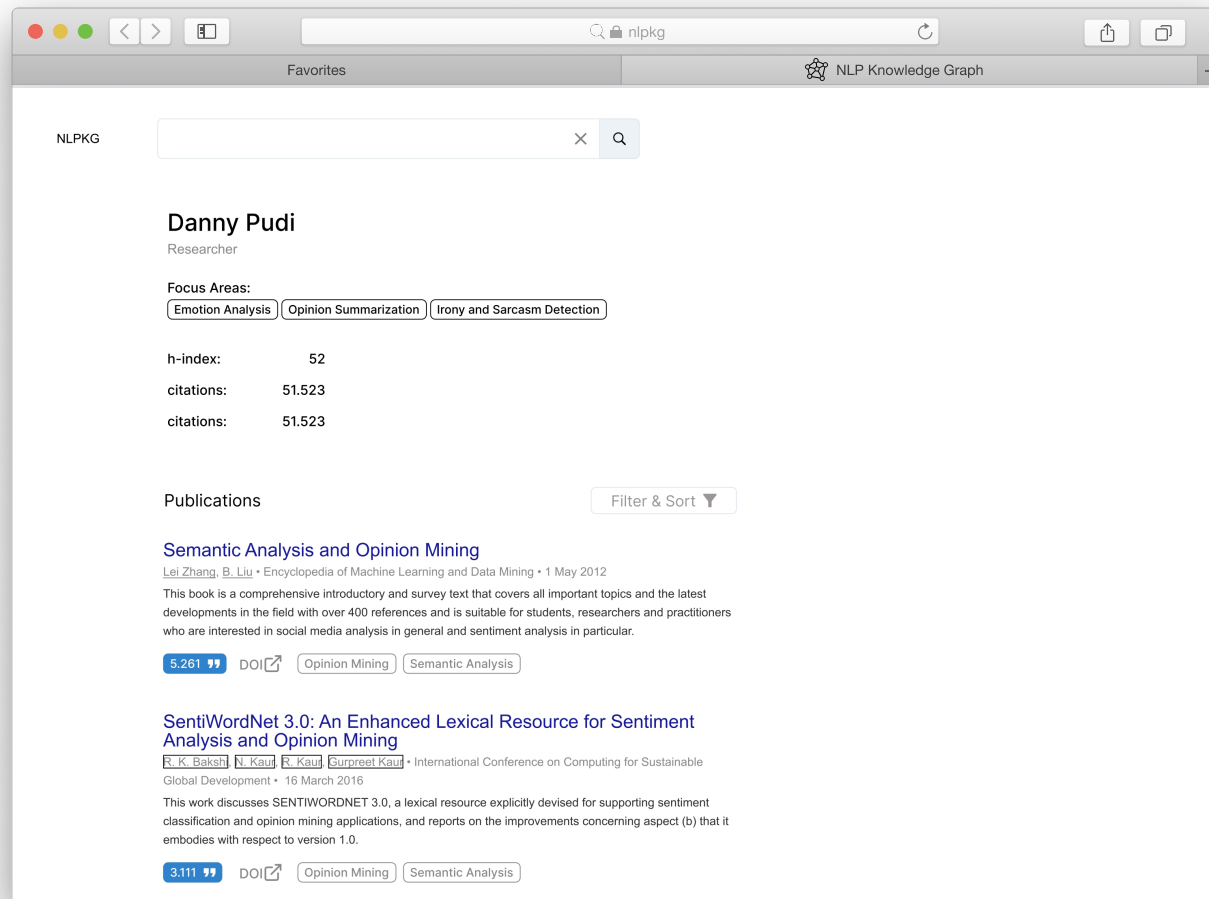 nlpkg
Favorites
NLP Knowledge Graph
NLPKG
Danny Pudi
Researcher
Focus Areas:
Emotion Analysis Opinion Summarization Irony and Sarcasm Detection
h-index: 52
citations: 51.523
citations: 51.523
Publications
Filter & Sort
Semantic Analysis and Opinion Mining
Lei Zhang, B. Liu • Encyclopedia of Machine Learning and Data Mining • 1 May 2012
This book is a comprehensive introductory and survey text that covers all important topics and the latest
developments in the field with over 400 references and is suitable for students, researchers and practitioners
who are interested in social media analysis in general and sentiment analysis in particular.
5.261 DOI Opinion Mining Semantic Analysis
SentiWordNet 3.0: An Enhanced Lexical Resource for Sentiment
Analysis and Opinion Mining
R. K. Bakshi, N. Kaur, R. Kaur, Gurpreet Kaur • International Conference on Computing for Sustainable
Global Development • 16 March 2016
This work discusses SENTIWORDNET 3.0, a lexical resource explicitly devised for supporting sentiment
classification and opinion mining applications, and reports on the improvements concerning aspect (b) that it
embodies with respect to version 1.0.
3.111 DOI Opinion Mining Semantic Analysis